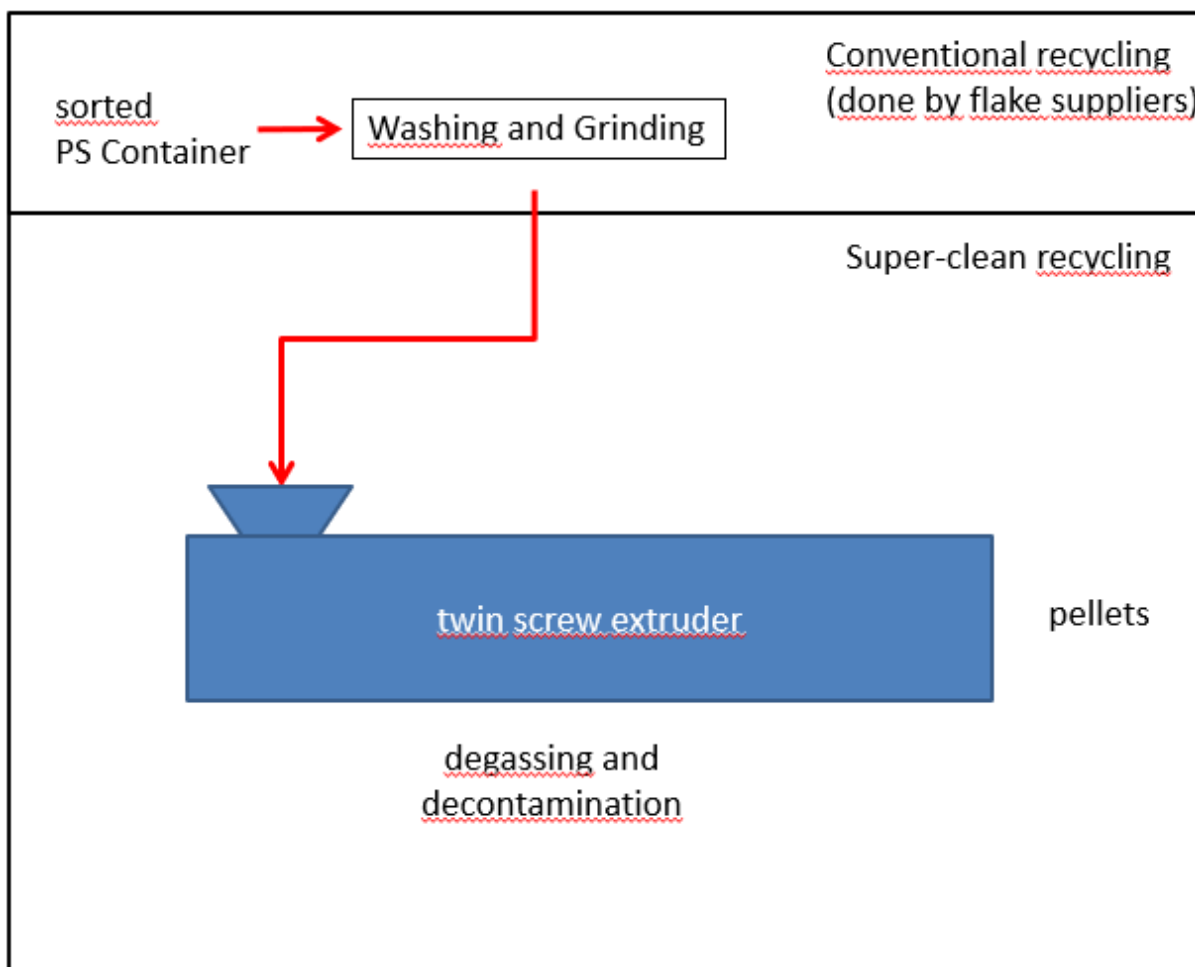 Conventional recycling
(done by flake suppliers)
sorted
PS Container
Washing and Grinding
Super-clean recycling
twin screw extruder
pellets
degassing and
decontamination